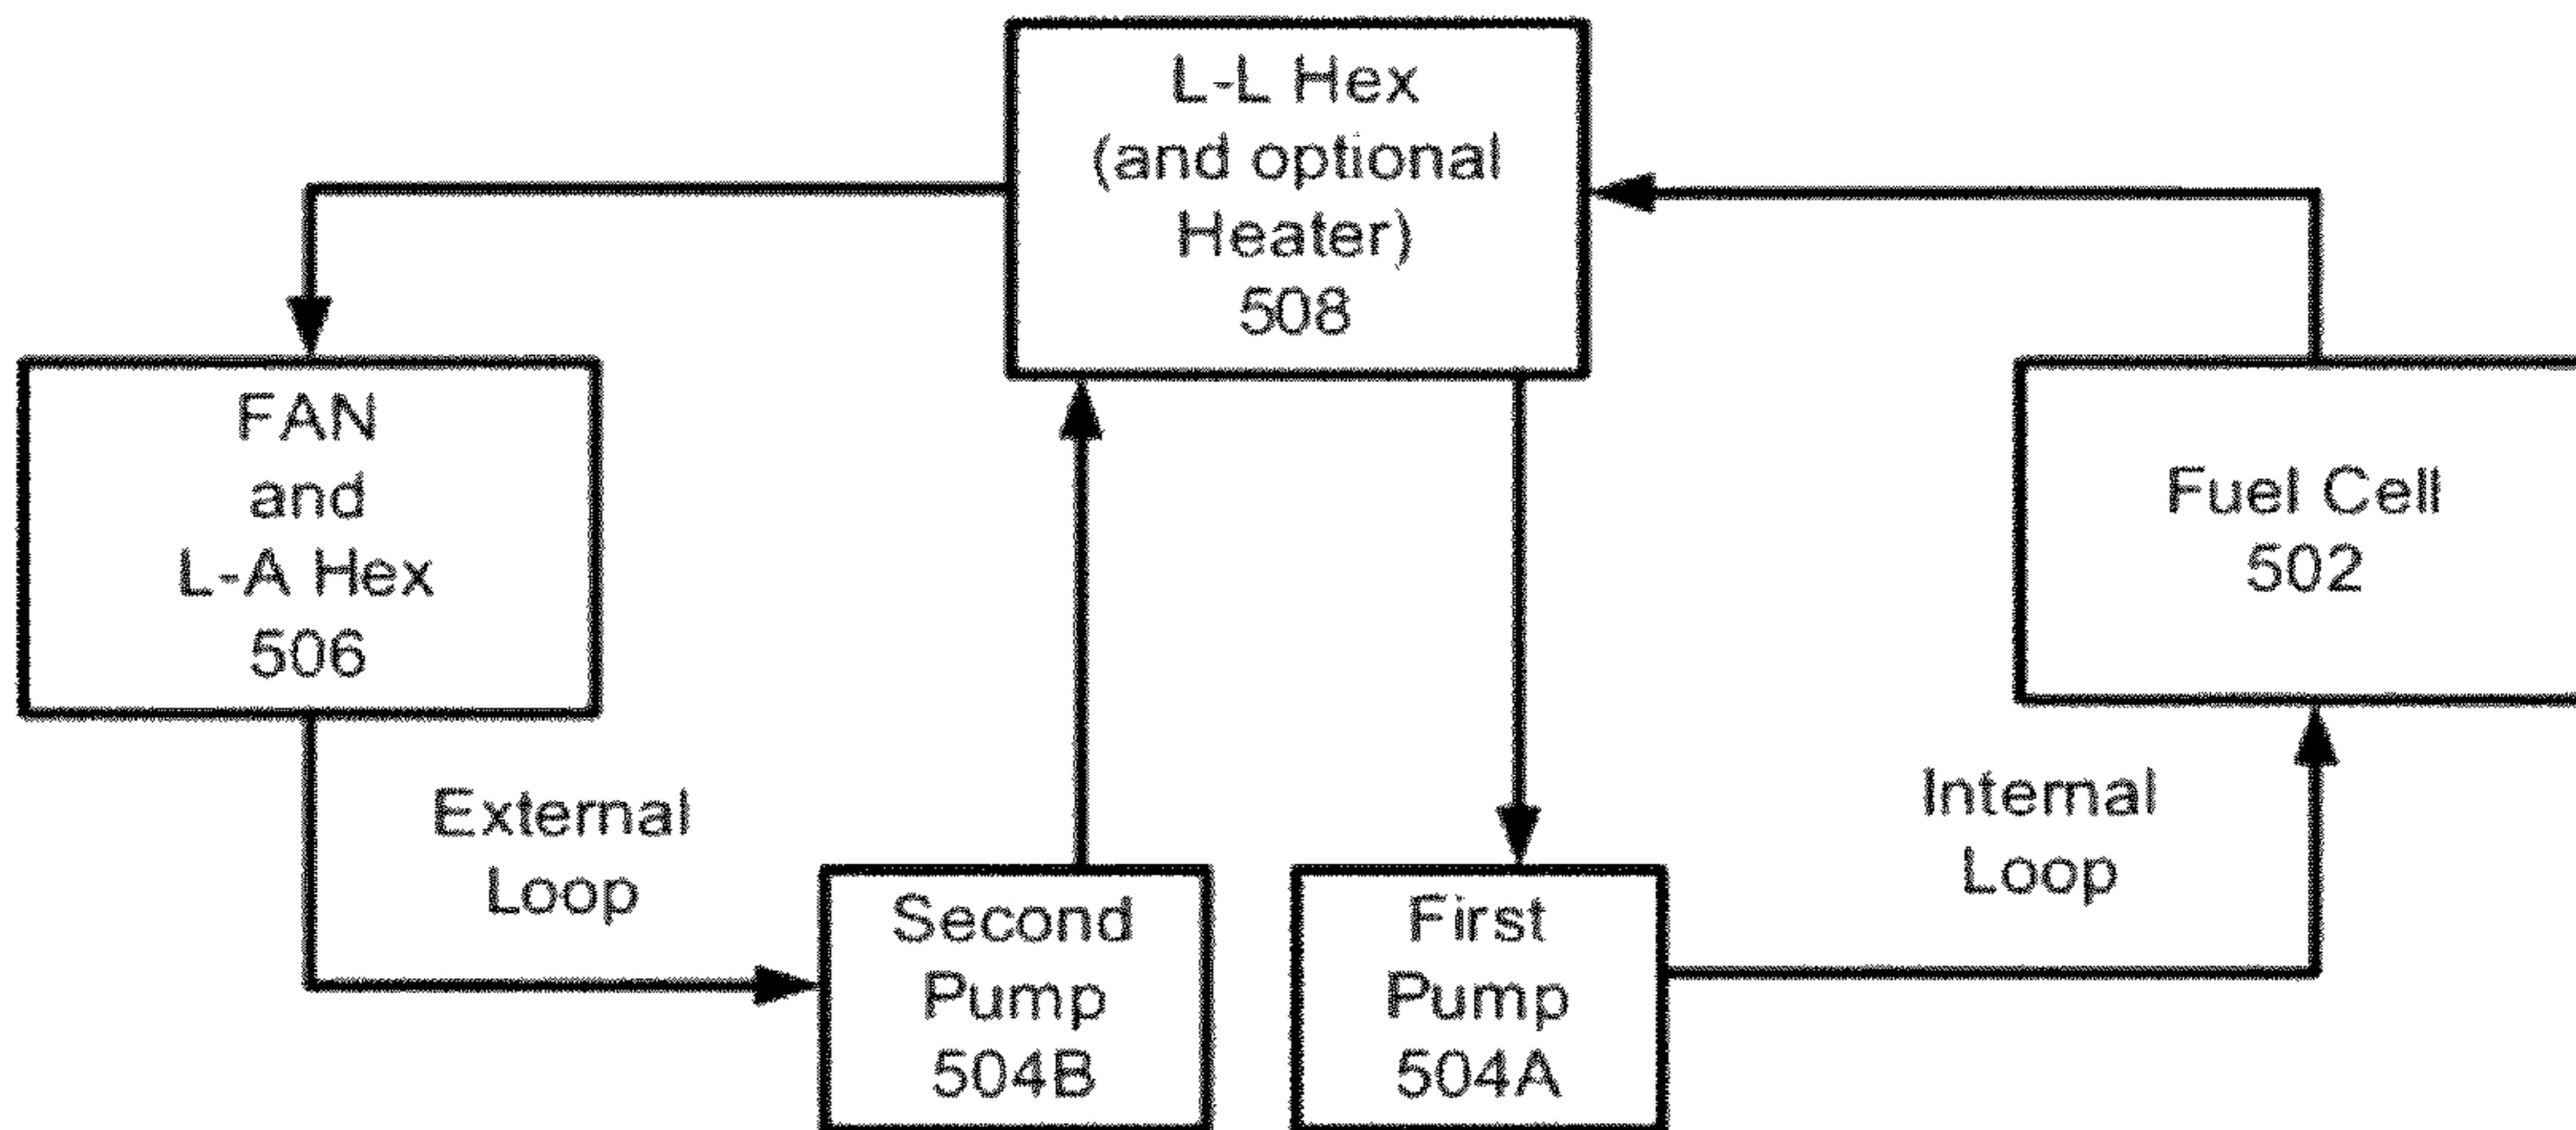 L-L Hex
(and optional
Heater)
508
FAN
and
L-A Hex
506
Fuel Cell
502
External
Loop
Internal
Loop
Second
Pump
504B
First
Pump
504A